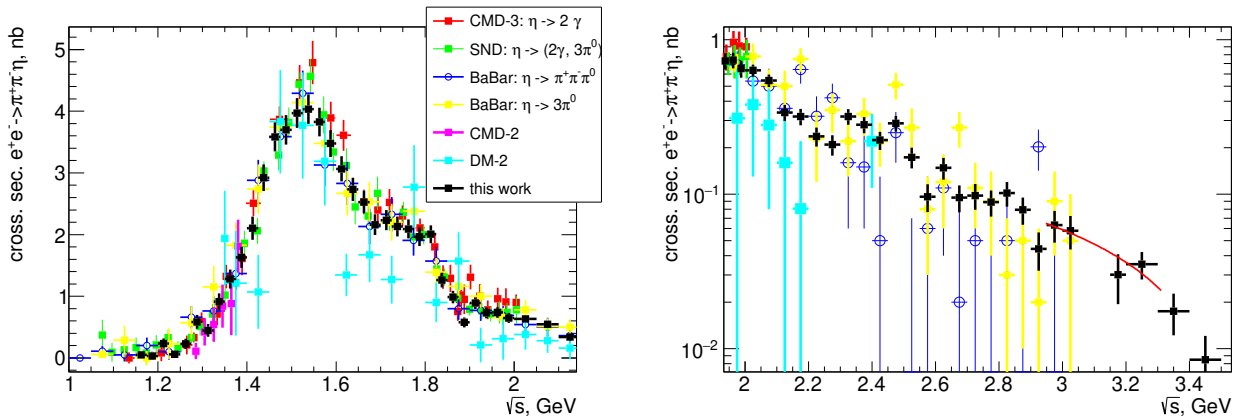 cross. sec. e⁺e⁻->π⁺π⁻η, nb
5
4
3
2
1
0
CMD-3: η -> 2 γ
SND: η -> (2γ, 3π⁰)
BaBar: η -> π⁺π⁻π⁰
BaBar: η -> 3π⁰
CMD-2
DM-2
this work
1 1.2 1.4 1.6 1.8 2
√s, GeV
cross. sec. e⁺e⁻->π⁺π⁻η, nb
1
10⁻¹
10⁻²
2 2.2 2.4 2.6 2.8 3 3.2 3.4
√s, GeV